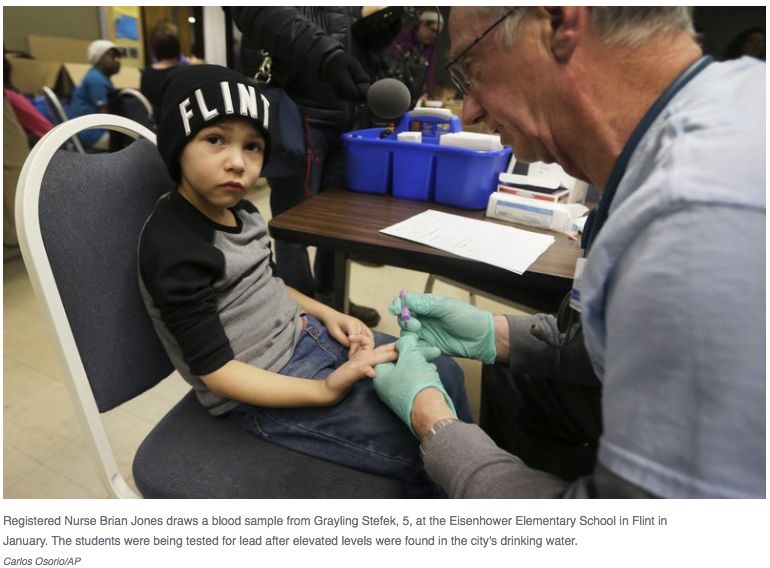 FLINT
Registered Nurse Brian Jones draws a blood sample from Grayling Stefek, 5, at the Eisenhower Elementary School in Flint in
January. The students were being tested for lead after elevated levels were found in the city's drinking water.
Carlos Osorio/AP